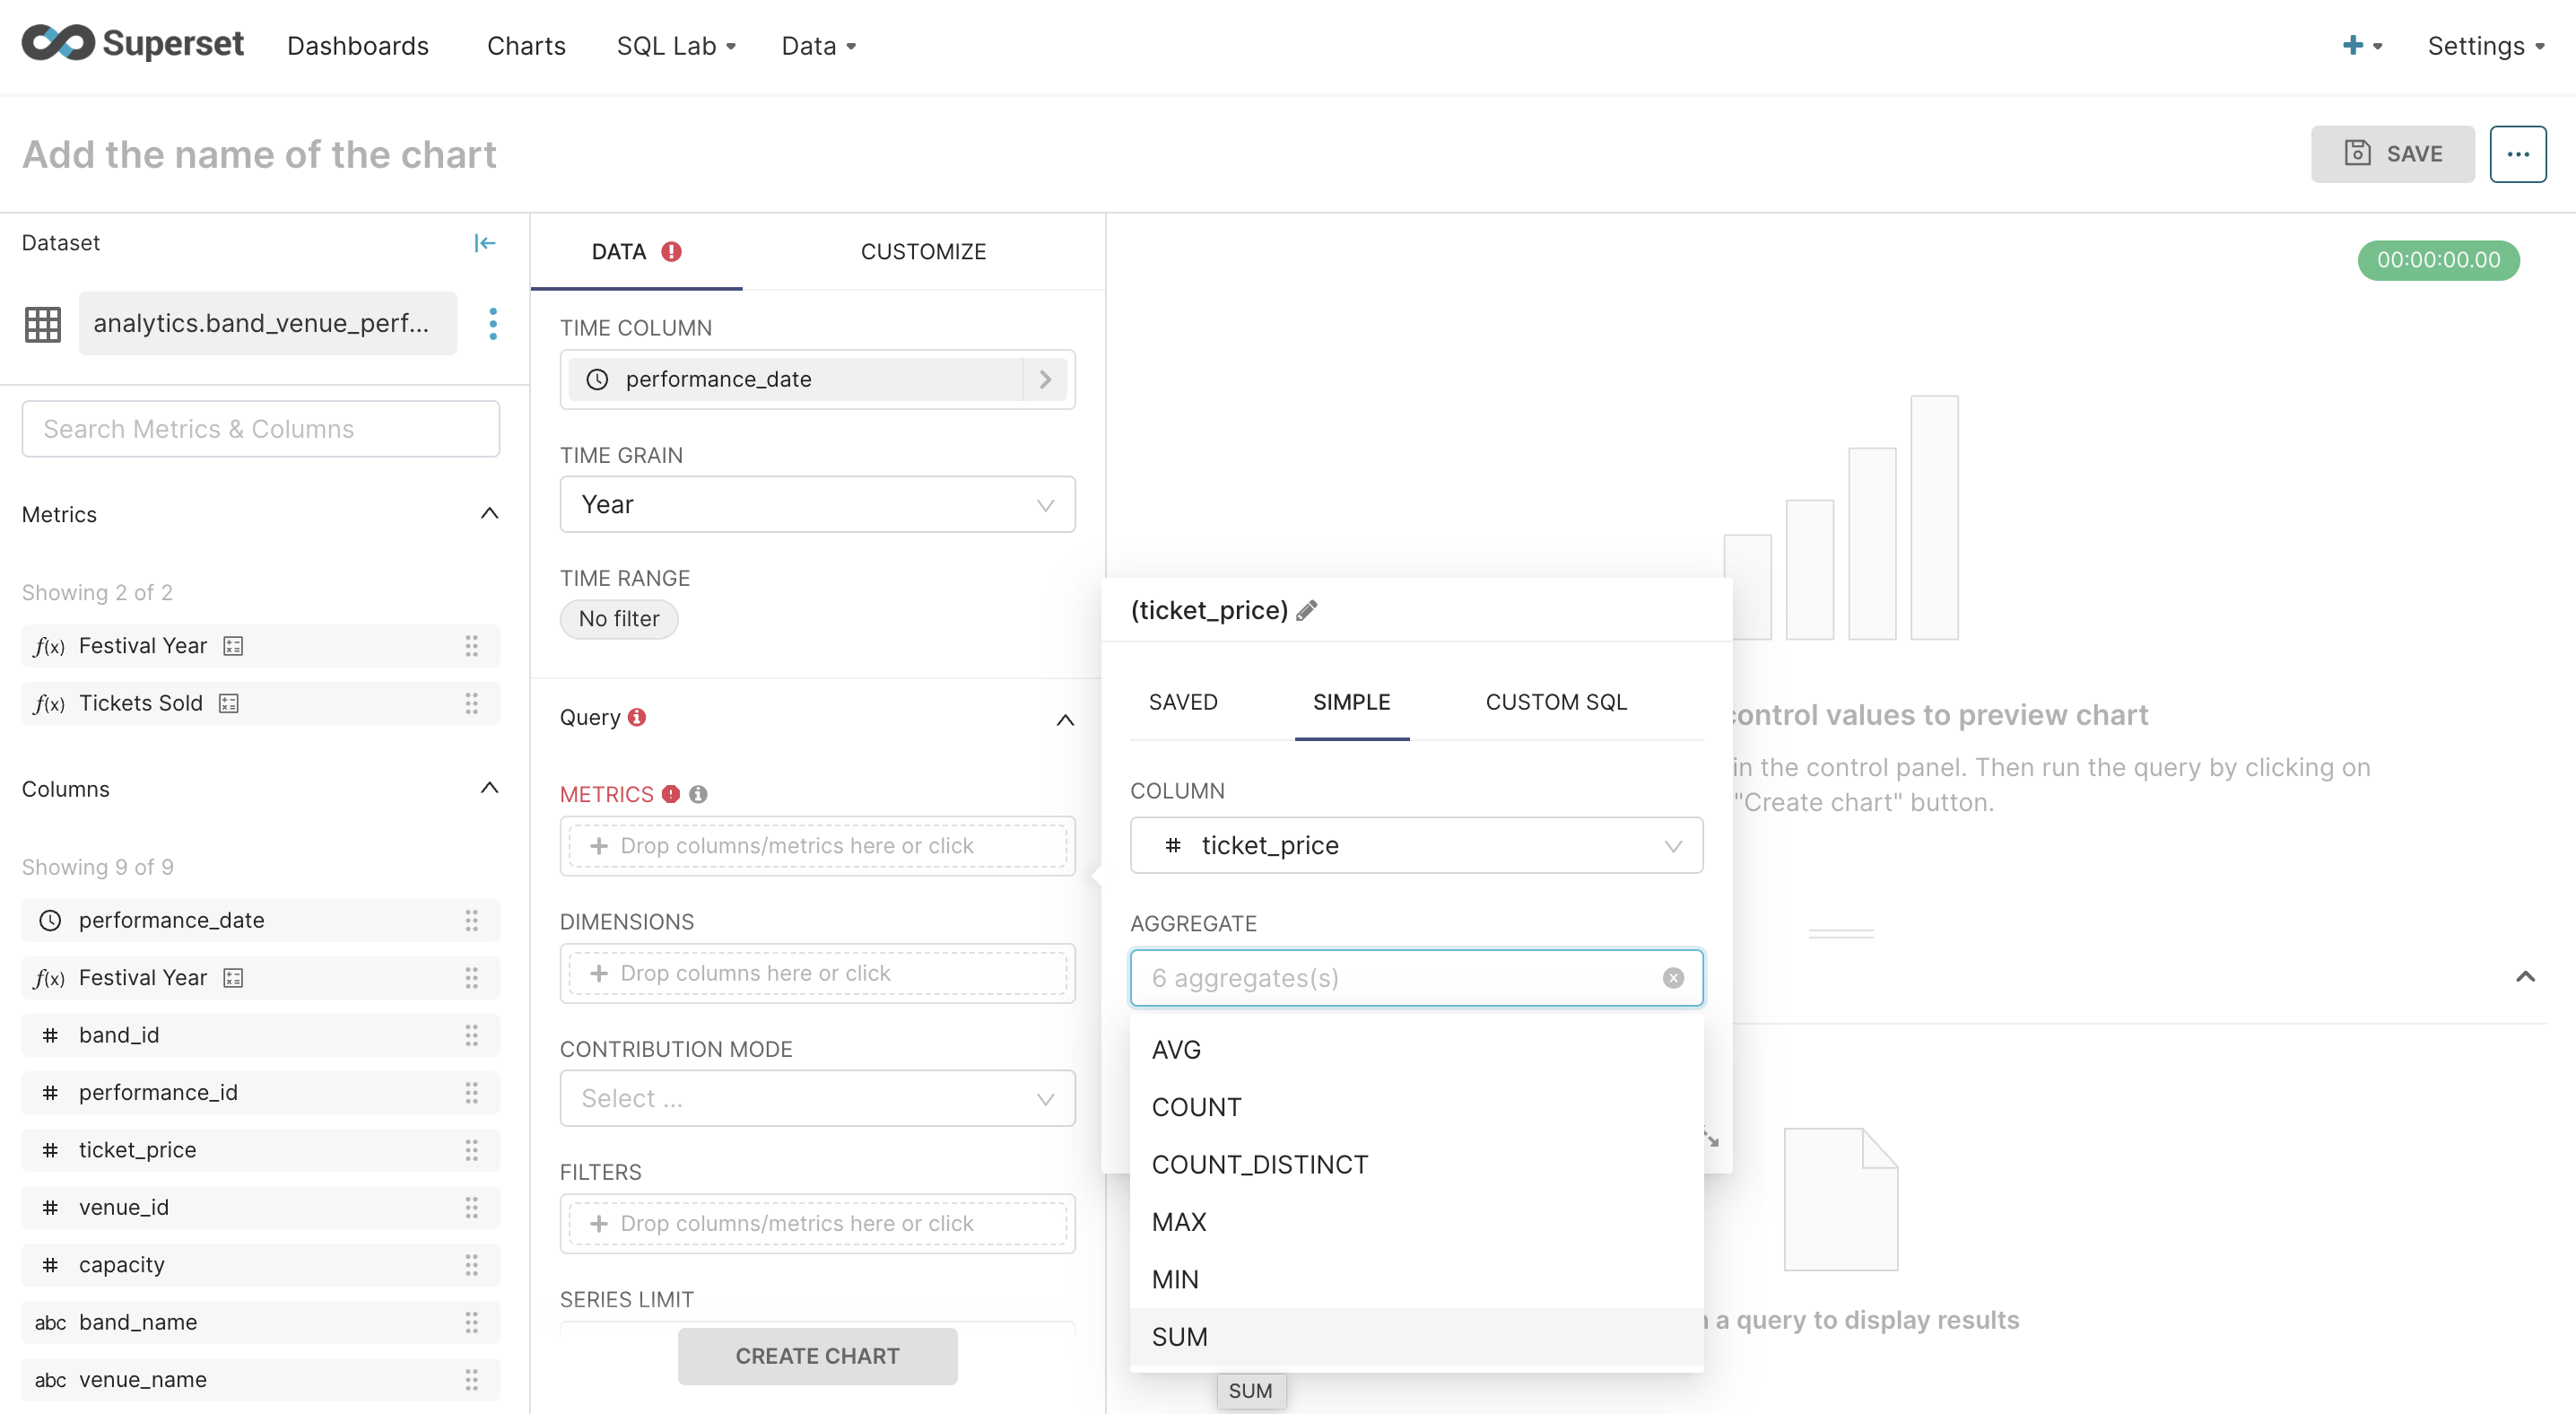 Superset
Dashboards
Charts
SQL Lab
Data
Settings
Add the name of the chart
SAVE
Dataset
analytics.band_venue_perf...
Search Metrics & Columns
Metrics
Showing 2 of 2
f(x) Festival Year
f(x) Tickets Sold
Columns
Showing 9 of 9
performance_date
f(x) Festival Year
# band_id
# performance_id
# ticket_price
# venue_id
# capacity
abc band_name
abc venue_name
DATA
CUSTOMIZE
TIME COLUMN
performance_date
TIME GRAIN
Year
TIME RANGE
No filter
Query
METRICS
+ Drop columns/metrics here or click
DIMENSIONS
+ Drop columns here or click
CONTRIBUTION MODE
Select ...
FILTERS
+ Drop columns/metrics here or click
SERIES LIMIT
CREATE CHART
00:00:00.00
(ticket_price)
SAVED
SIMPLE
CUSTOM SQL
COLUMN
# ticket_price
AGGREGATE
6 aggregates(s)
AVG
COUNT
COUNT_DISTINCT
MAX
MIN
SUM
SUM
control values to preview chart
in the control panel. Then run the query by clicking on
"Create chart" button.
a query to display results